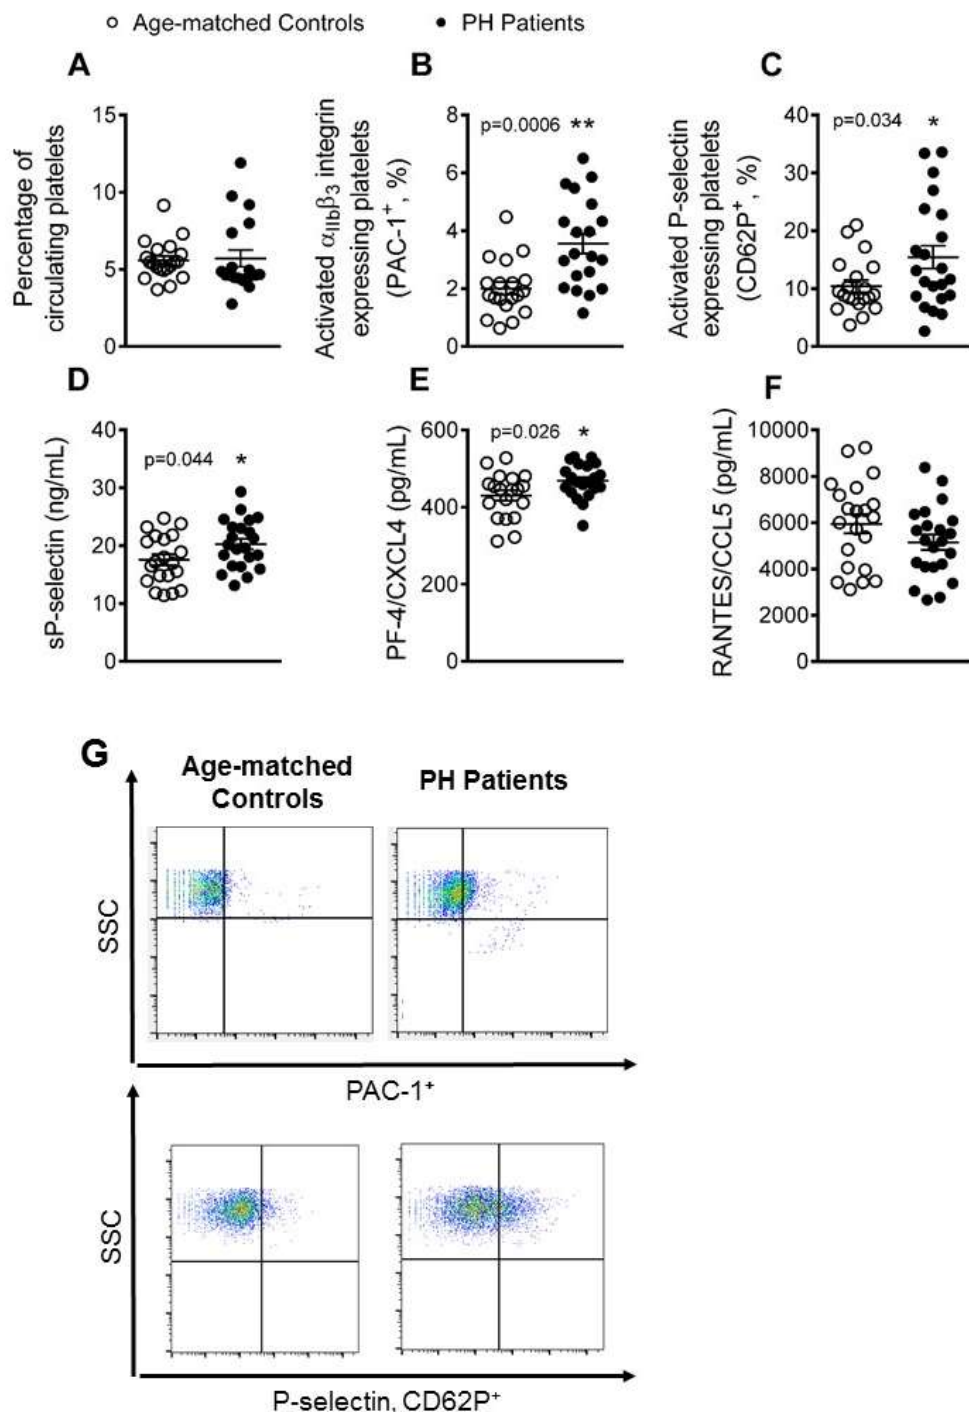 ○ Age-matched Controls ● PH Patients
A
B
C
Percentage of
circulating platelets
15
10
5
0
Activated αIIbβ3 integrin
expressing platelets
(PAC-1+, %)
8
6
4
2
0
p=0.0006 **
Activated P-selectin
expressing platelets
(CD62P+, %)
40
30
20
10
0
p=0.034 *
D
E
F
sP-selectin (ng/mL)
40
30
20
10
0
p=0.044 *
PF-4/CXCL4 (pg/mL)
600
400
200
0
p=0.026 *
RANTES/CCL5 (pg/mL)
10000
8000
6000
4000
2000
0
G
Age-matched
Controls
PH Patients
SSC
PAC-1+
SSC
P-selectin, CD62P+